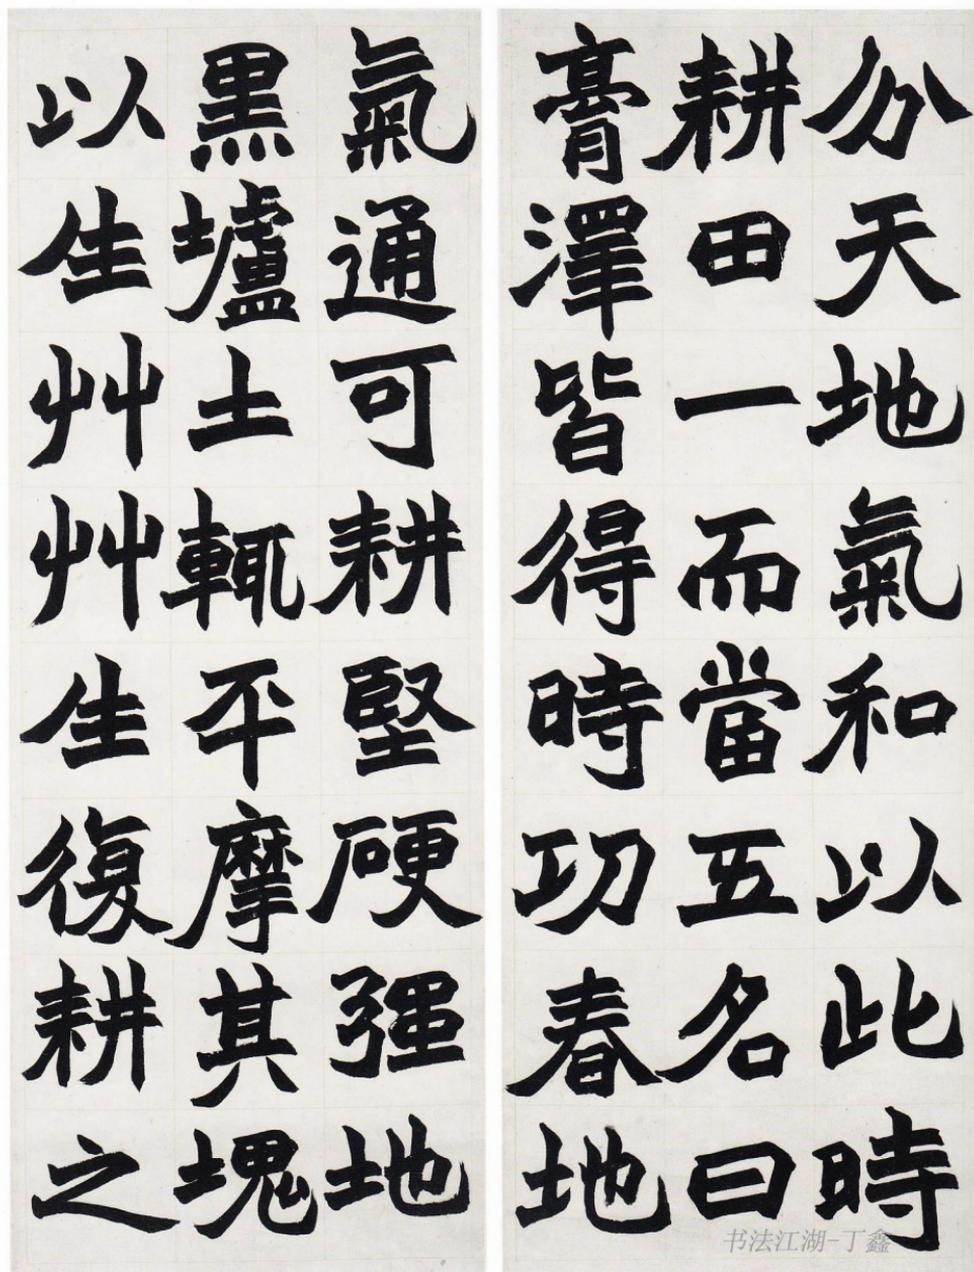 分天地氣和以此時
耕田一而當五名曰
膏澤皆得時功春地
氣通可耕堅硬强地
黑壚土輒平摩其塊
以生艸艸生復耕之
书法江湖-丁鑫